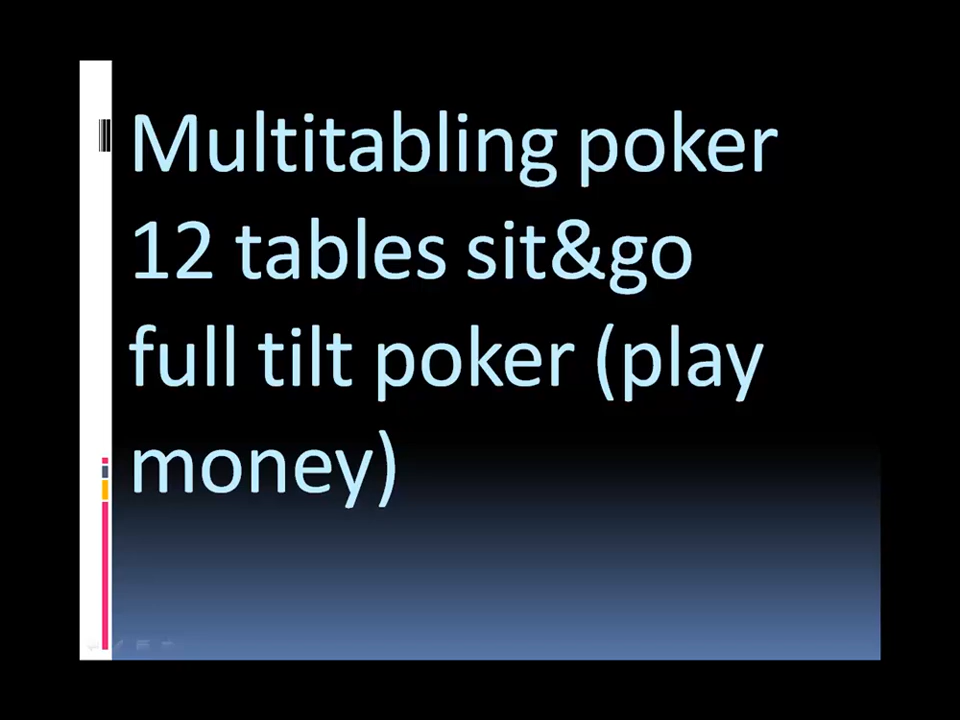 Multitabling poker
12 tables sit&go
full tilt poker (play
money)